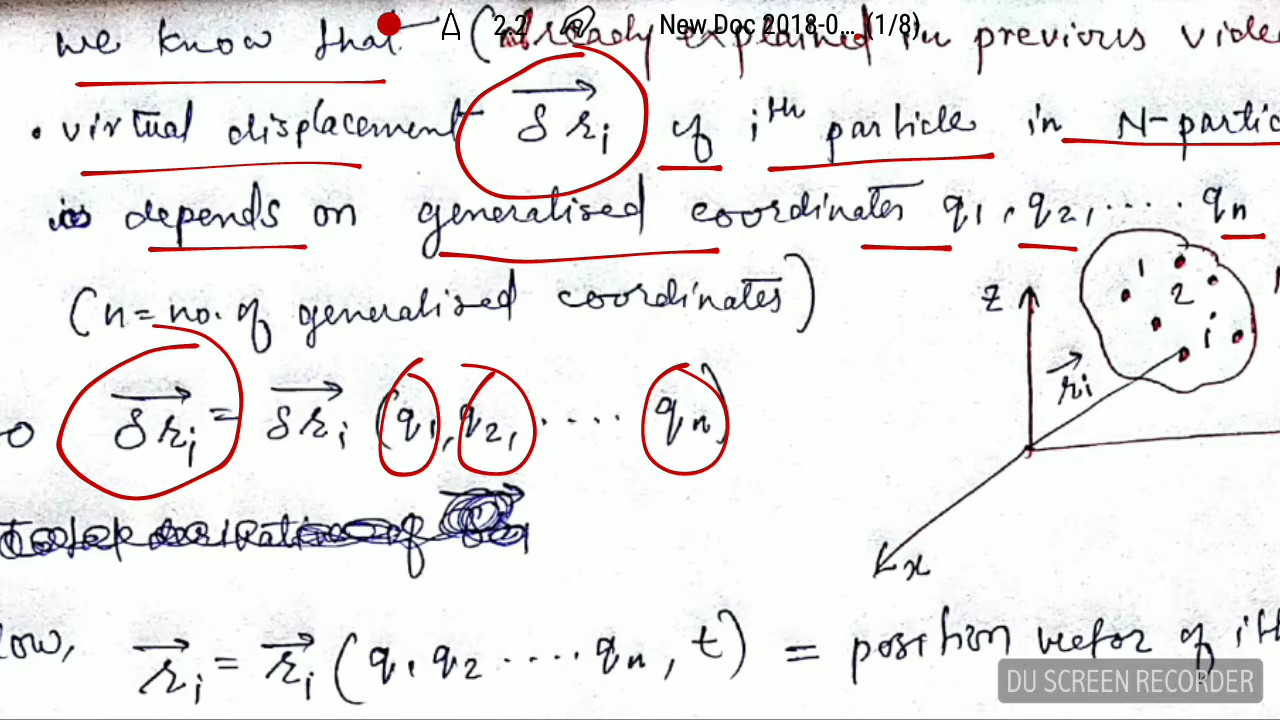 2.2 New Doc 2018-0... (1/8)
we know that (Already explained in previous vide
• virtual displacement δr⃗i of ith particle in N-partic
is depends on generalised coordinates q1, q2, ..... qn
(n = no. of generalised coordinates)
Z
1
2
i
r⃗i
o δr⃗i = δr⃗i (q1, q2, ..... qn)
x
low, r⃗i = r⃗i (q1 q2 ..... qn, t) = position vector of ith
DU SCREEN RECORDER